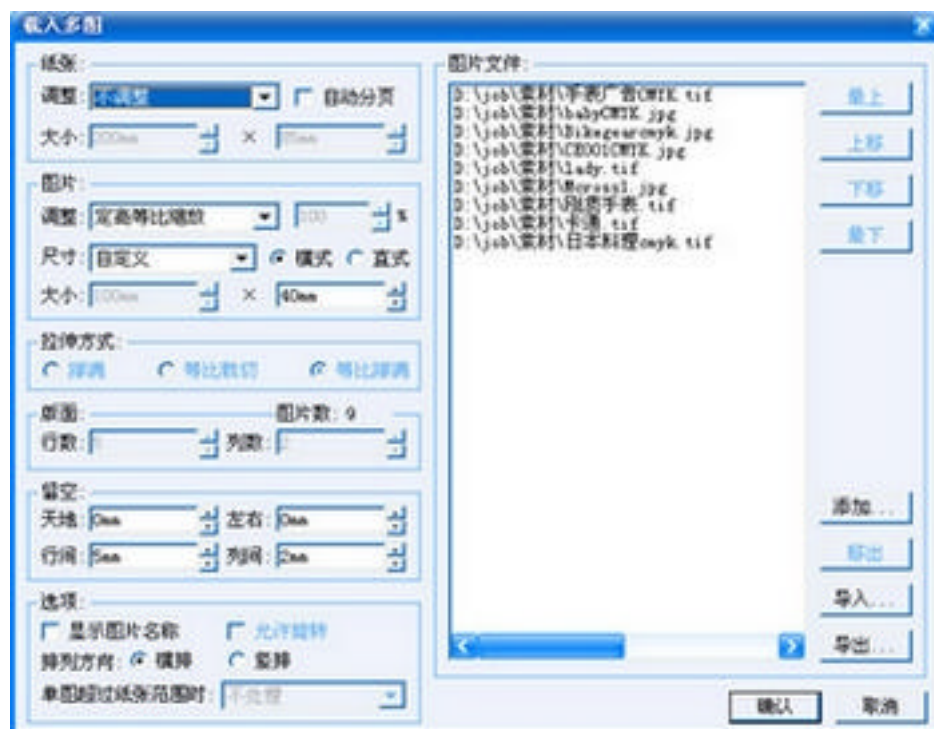 载入多图
纸张:
调整: 不调整 自动分页
大小: ×
图片:
调整: 定高等比缩放 100 %
尺寸: 自定义 横式 直式
大小: 100mm × 40mm
拉伸方式:
撑满 等比裁切 等比撑满
单面: 图片数: 9
行数: 列数:
留空:
天地: 0mm 左右: 0mm
行间: 5mm 列间: 2mm
选项:
显示图片名称 允许旋转
排列方向: 横排 竖排
单图超过纸张范围时: 不处理
图片文件:
D:\job\素材\手表广告CMYK.tif
D:\job\素材\babyCMYK.jpg
D:\job\素材\Bikegearcmyk.jpg
D:\job\素材\CEO01CMYK.jpg
D:\job\素材\lady.tif
D:\job\素材\
D:\job\素材\手表.tif
D:\job\素材\卡通.tif
D:\job\素材\日本料理cmyk.tif
最上
上移
下移
最下
添加...
移出
导入...
导出...
确认 取消